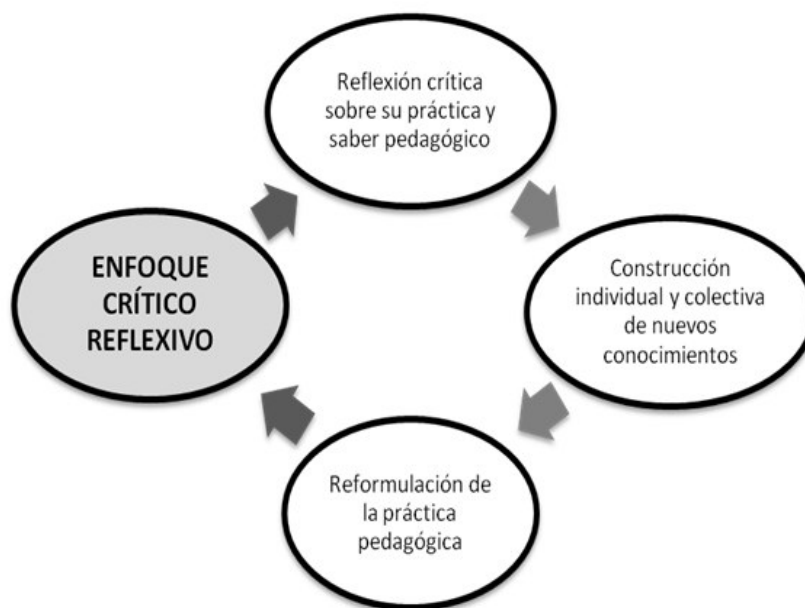 Reflexión crítica
sobre su práctica y
saber pedagógico
ENFOQUE
CRÍTICO
REFLEXIVO
Construcción
individual y colectiva
de nuevos
conocimientos
Reformulación de
la práctica
pedagógica